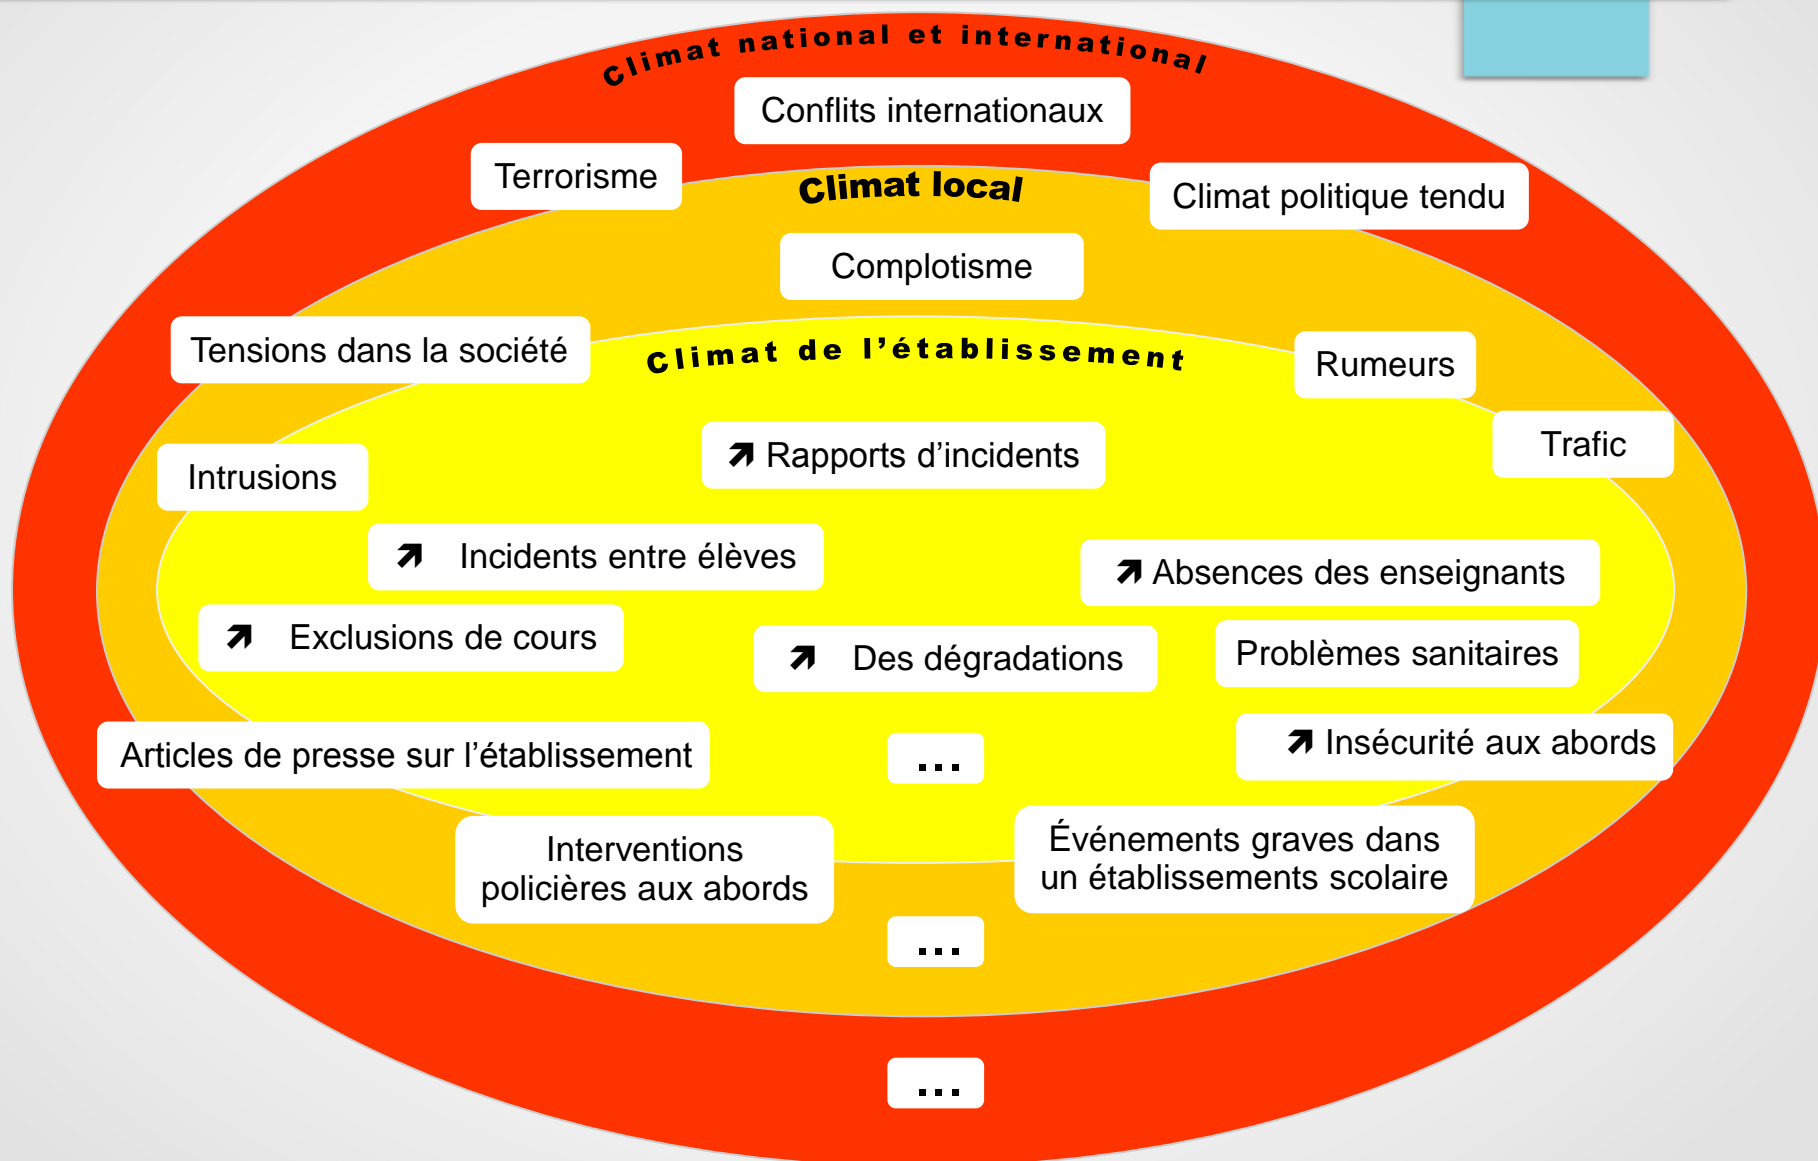 Climat national et international
Conflits internationaux
Terrorisme
Climat local
Climat politique tendu
Complotisme
Tensions dans la société
Climat de l’établissement
Rumeurs
Trafic
↗ Rapports d’incidents
Intrusions
↗ Incidents entre élèves
↗ Absences des enseignants
↗ Exclusions de cours
↗ Des dégradations
Problèmes sanitaires
Articles de presse sur l’établissement
...
↗ Insécurité aux abords
Interventions
policières aux abords
Événements graves dans
un établissements scolaire
...
...